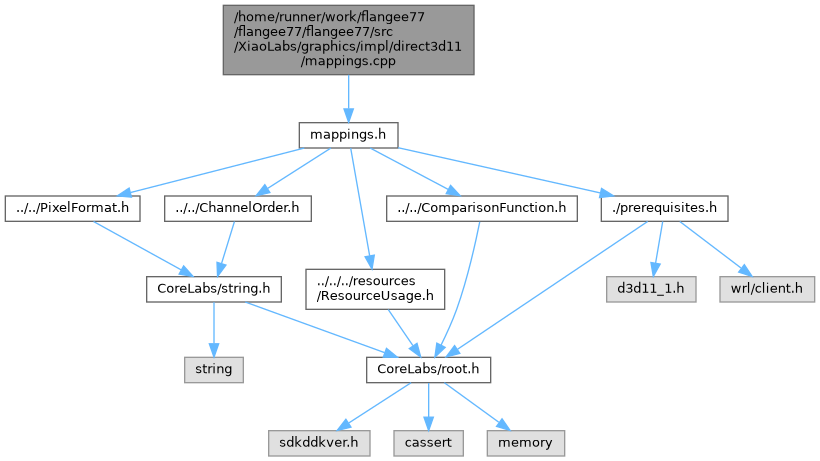 /home/runner/work/flangee77
/flangee77/flangee77/src
/XiaoLabs/graphics/impl/direct3d11
/mappings.cpp
mappings.h
../../PixelFormat.h
../../ChannelOrder.h
../../ComparisonFunction.h
./prerequisites.h
CoreLabs/string.h
../../../resources
/ResourceUsage.h
d3d11_1.h
wrl/client.h
string
CoreLabs/root.h
sdkddkver.h
cassert
memory